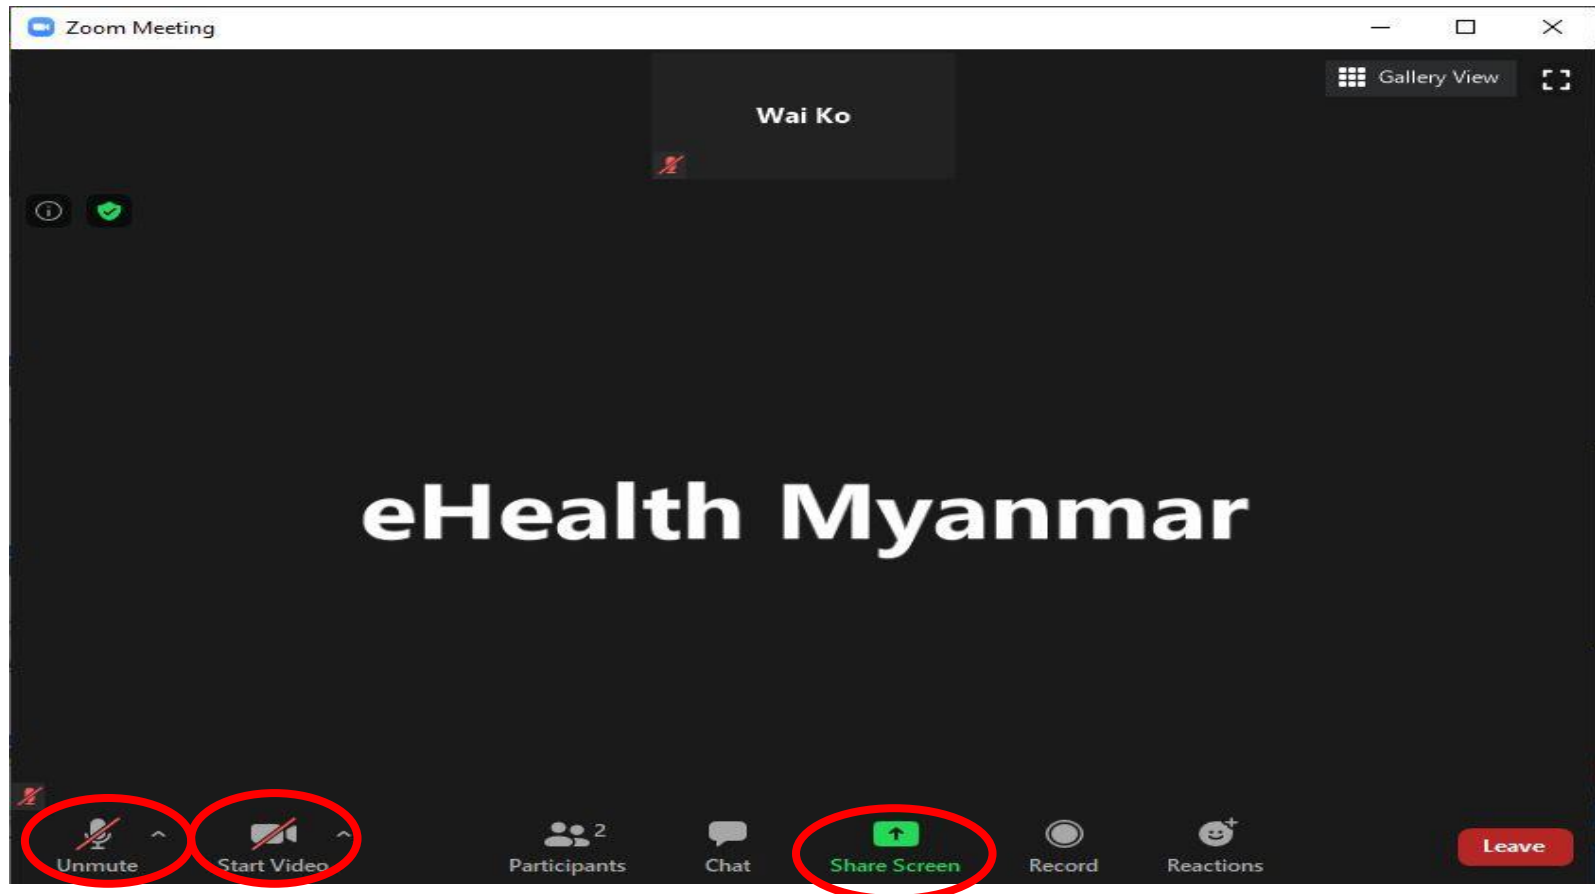 Zoom Meeting
Gallery View
Wai Ko
eHealth Myanmar
Unmute
Start Video
Participants 2
Chat
Share Screen
Record
Reactions
Leave